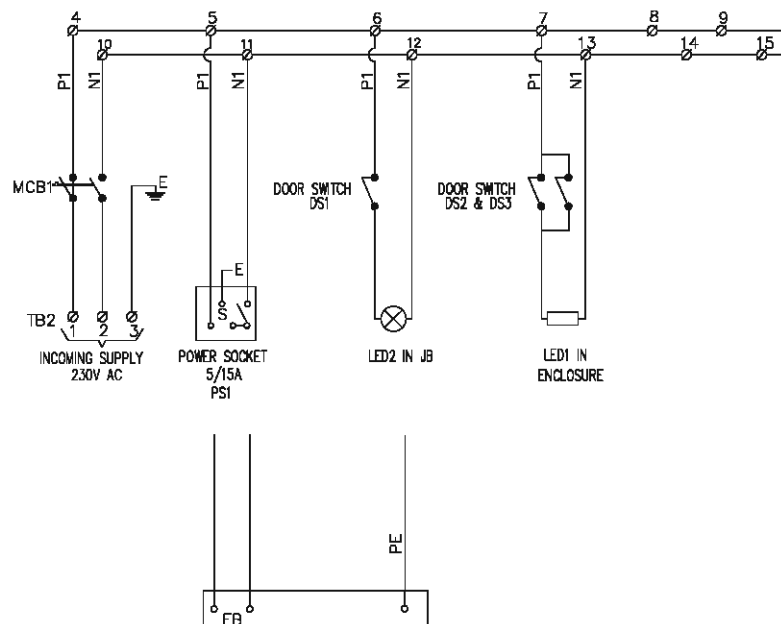 4 5 6 7 8 9
10 11 12 13 14 15
P1 N1 P1 N1 P1 N1 P1 N1
MCB1
E
DOOR SWITCH
DS1
DOOR SWITCH
DS2 & DS3
E
S
TB2 1 2 3
INCOMING SUPPLY
230V AC
POWER SOCKET
5/15A
PS1
LED2 IN JB
LED1 IN
ENCLOSURE
PE